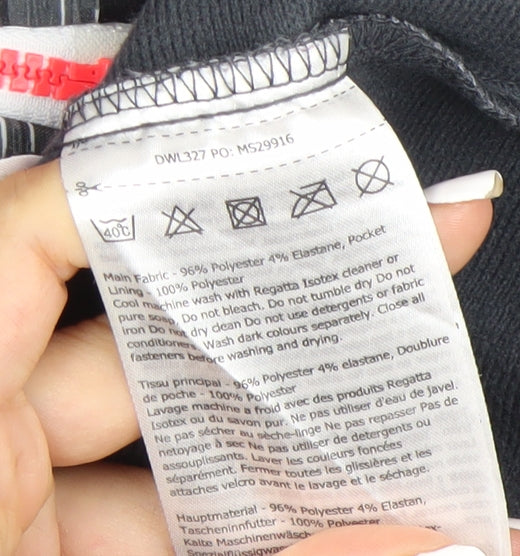 DWL327 PO: MS29916
40C
Main Fabric - 96% Polyester 4% Elastane, Pocket
Lining - 100% Polyester
Cool machine wash with Regatta Isotex cleaner or
pure soap. Do not bleach. Do not tumble dry Do not
iron Do not dry clean Do not use detergents or fabric
conditioner. Wash dark colours separately. Close all
fasteners before washing and drying.
Tissu principal - 96% Polyester 4% elastane, Doublure
de poche - 100% Polyester
Lavage machine a froid avec des produits Regatta
Isotex ou du savon pur. Ne pas utiliser d'eau de javel.
Ne pas sécher au sèche-linge Ne pas repasser Pas de
nettoyage à sec Ne pas utiliser de detergents ou
assouplissants. Laver les couleurs foncées
séparément. Fermer toutes les glissières et les
attaches velcro avant le lavage et le séchage.
Hauptmaterial - 96% Polyester 4% Elastan,
Tascheninnfutter - 100% Polyester
Kalte Maschinenwäsch